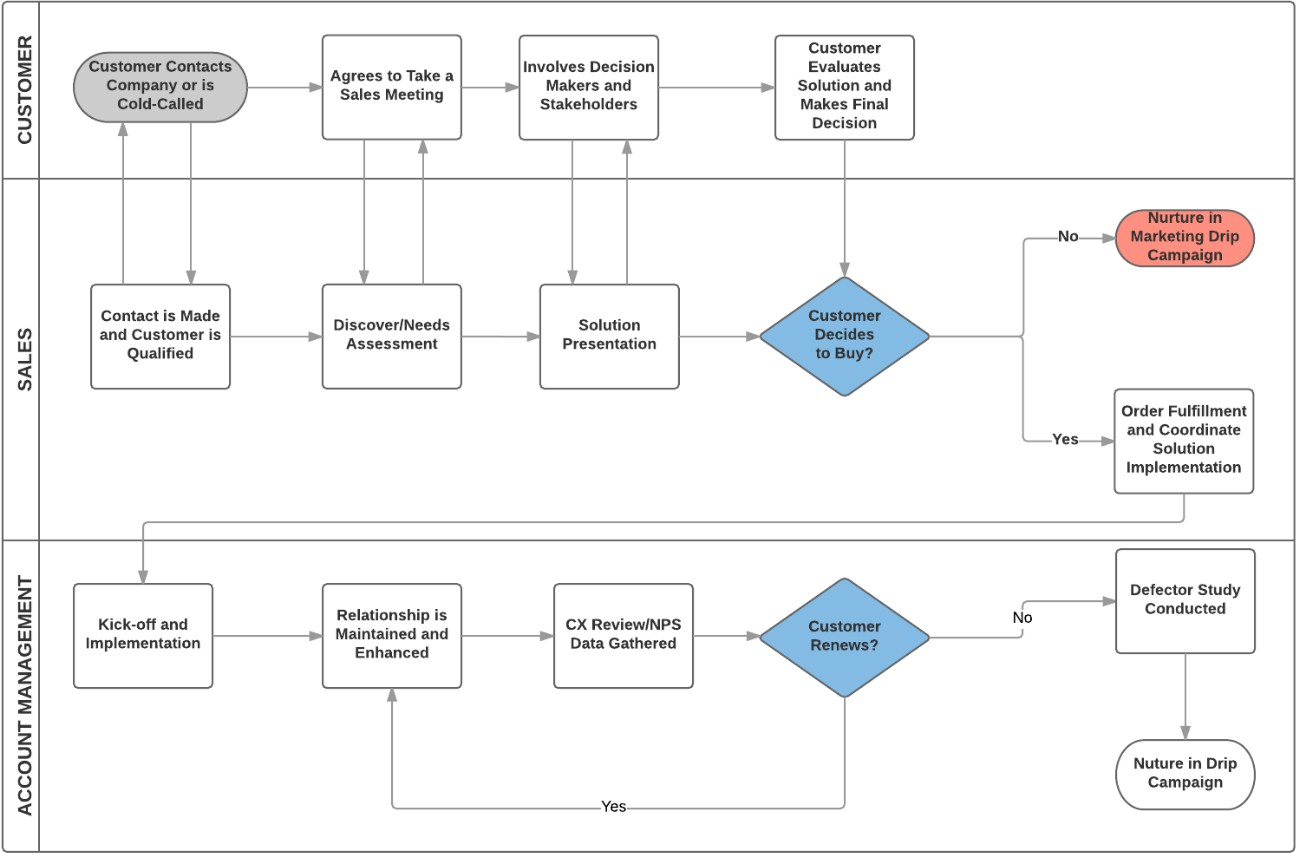 CUSTOMER
Customer Contacts
Company or is
Cold-Called
Agrees to Take a
Sales Meeting
Involves Decision
Makers and
Stakeholders
Customer
Evaluates
Solution and
Makes Final
Decision
SALES
Contact is Made
and Customer is
Qualified
Discover/Needs
Assessment
Solution
Presentation
Customer
Decides
to Buy?
No
Nurture in
Marketing Drip
Campaign
Yes
Order Fulfillment
and Coordinate
Solution
Implementation
ACCOUNT MANAGEMENT
Kick-off and
Implementation
Relationship is
Maintained and
Enhanced
CX Review/NPS
Data Gathered
Customer
Renews?
No
Defector Study
Conducted
Yes
Nuture in Drip
Campaign